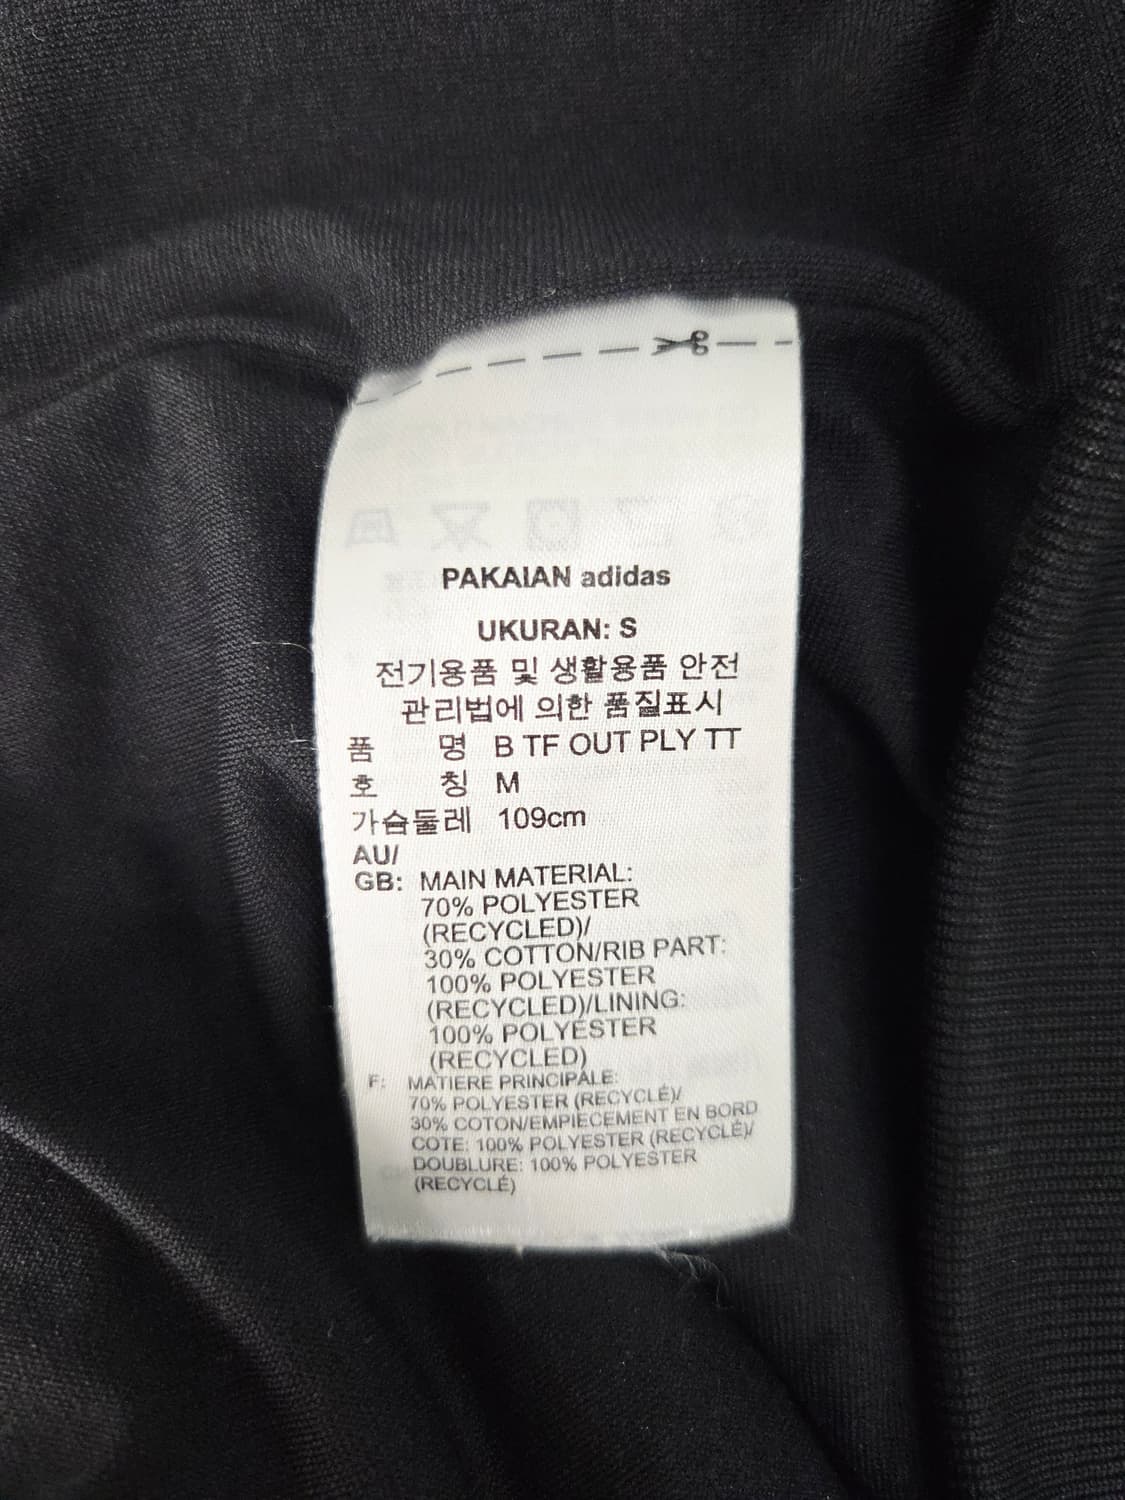 PAKAIAN adidas
UKURAN: S
전기용품 및 생활용품 안전
관리법에 의한 품질표시
품 명 B TF OUT PLY TT
호 칭 M
가슴둘레 109cm
AU/
GB: MAIN MATERIAL:
70% POLYESTER
(RECYCLED)/
30% COTTON/RIB PART:
100% POLYESTER
(RECYCLED)/LINING:
100% POLYESTER
(RECYCLED)
F: MATIERE PRINCIPALE:
70% POLYESTER (RECYCLÉ)/
30% COTON/EMPIECEMENT EN BORD
COTE: 100% POLYESTER (RECYCLÉ)/
DOUBLURE: 100% POLYESTER
(RECYCLÉ)